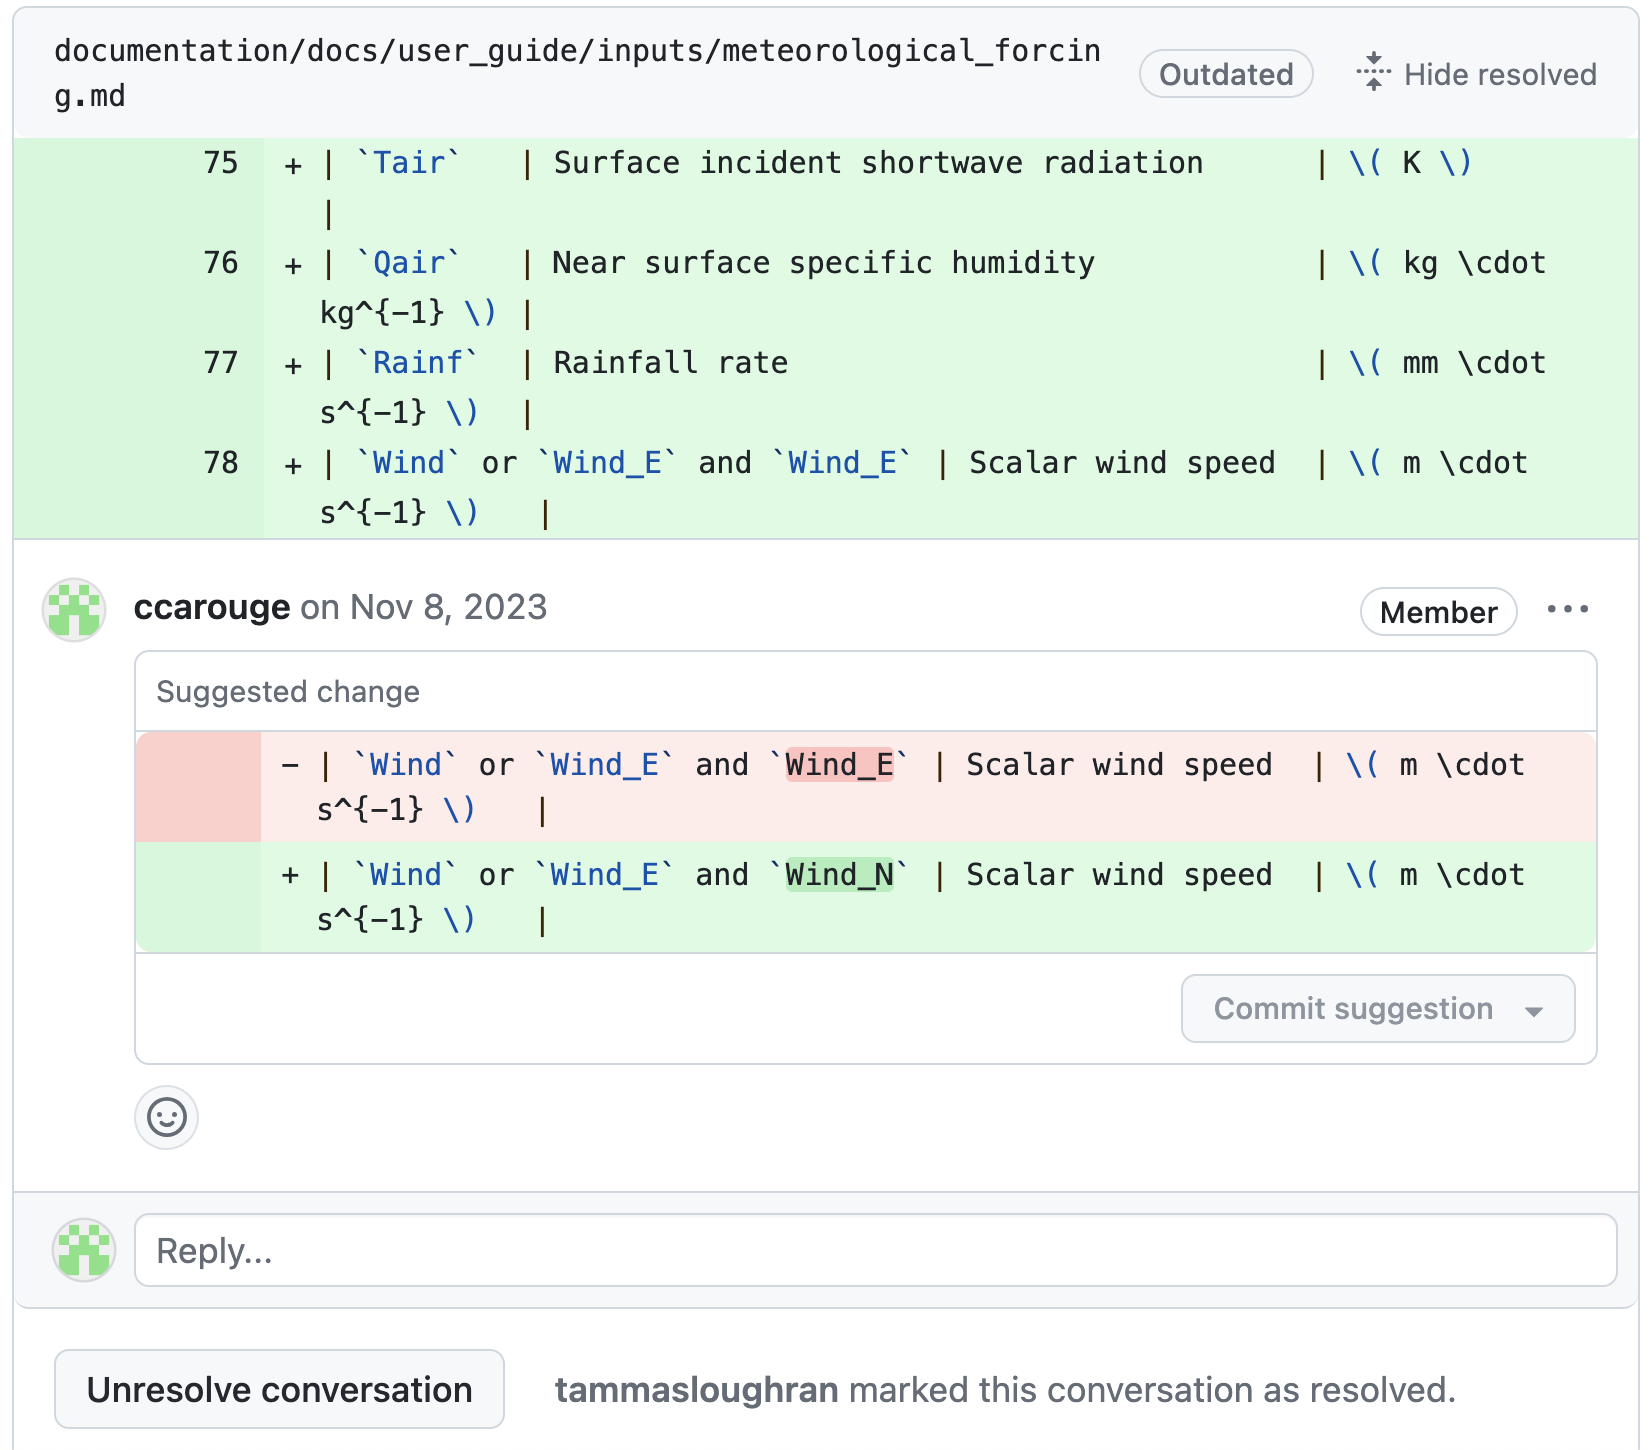 documentation/docs/user_guide/inputs/meteorological_forcin
g.md
Outdated
Hide resolved
75 + | `Tair`   | Surface incident shortwave radiation      | \( K \)
|
76 + | `Qair`   | Near surface specific humidity            | \( kg \cdot
kg^{-1} \) |
77 + | `Rainf`  | Rainfall rate                             | \( mm \cdot
s^{-1} \)  |
78 + | `Wind` or `Wind_E` and `Wind_E` | Scalar wind speed  | \( m \cdot
s^{-1} \)   |
ccarouge on Nov 8, 2023
Member
Suggested change
- | `Wind` or `Wind_E` and `Wind_E` | Scalar wind speed  | \( m \cdot
s^{-1} \)   |
+ | `Wind` or `Wind_E` and `Wind_N` | Scalar wind speed  | \( m \cdot
s^{-1} \)   |
Commit suggestion
Reply...
Unresolve conversation
tammasloughran marked this conversation as resolved.